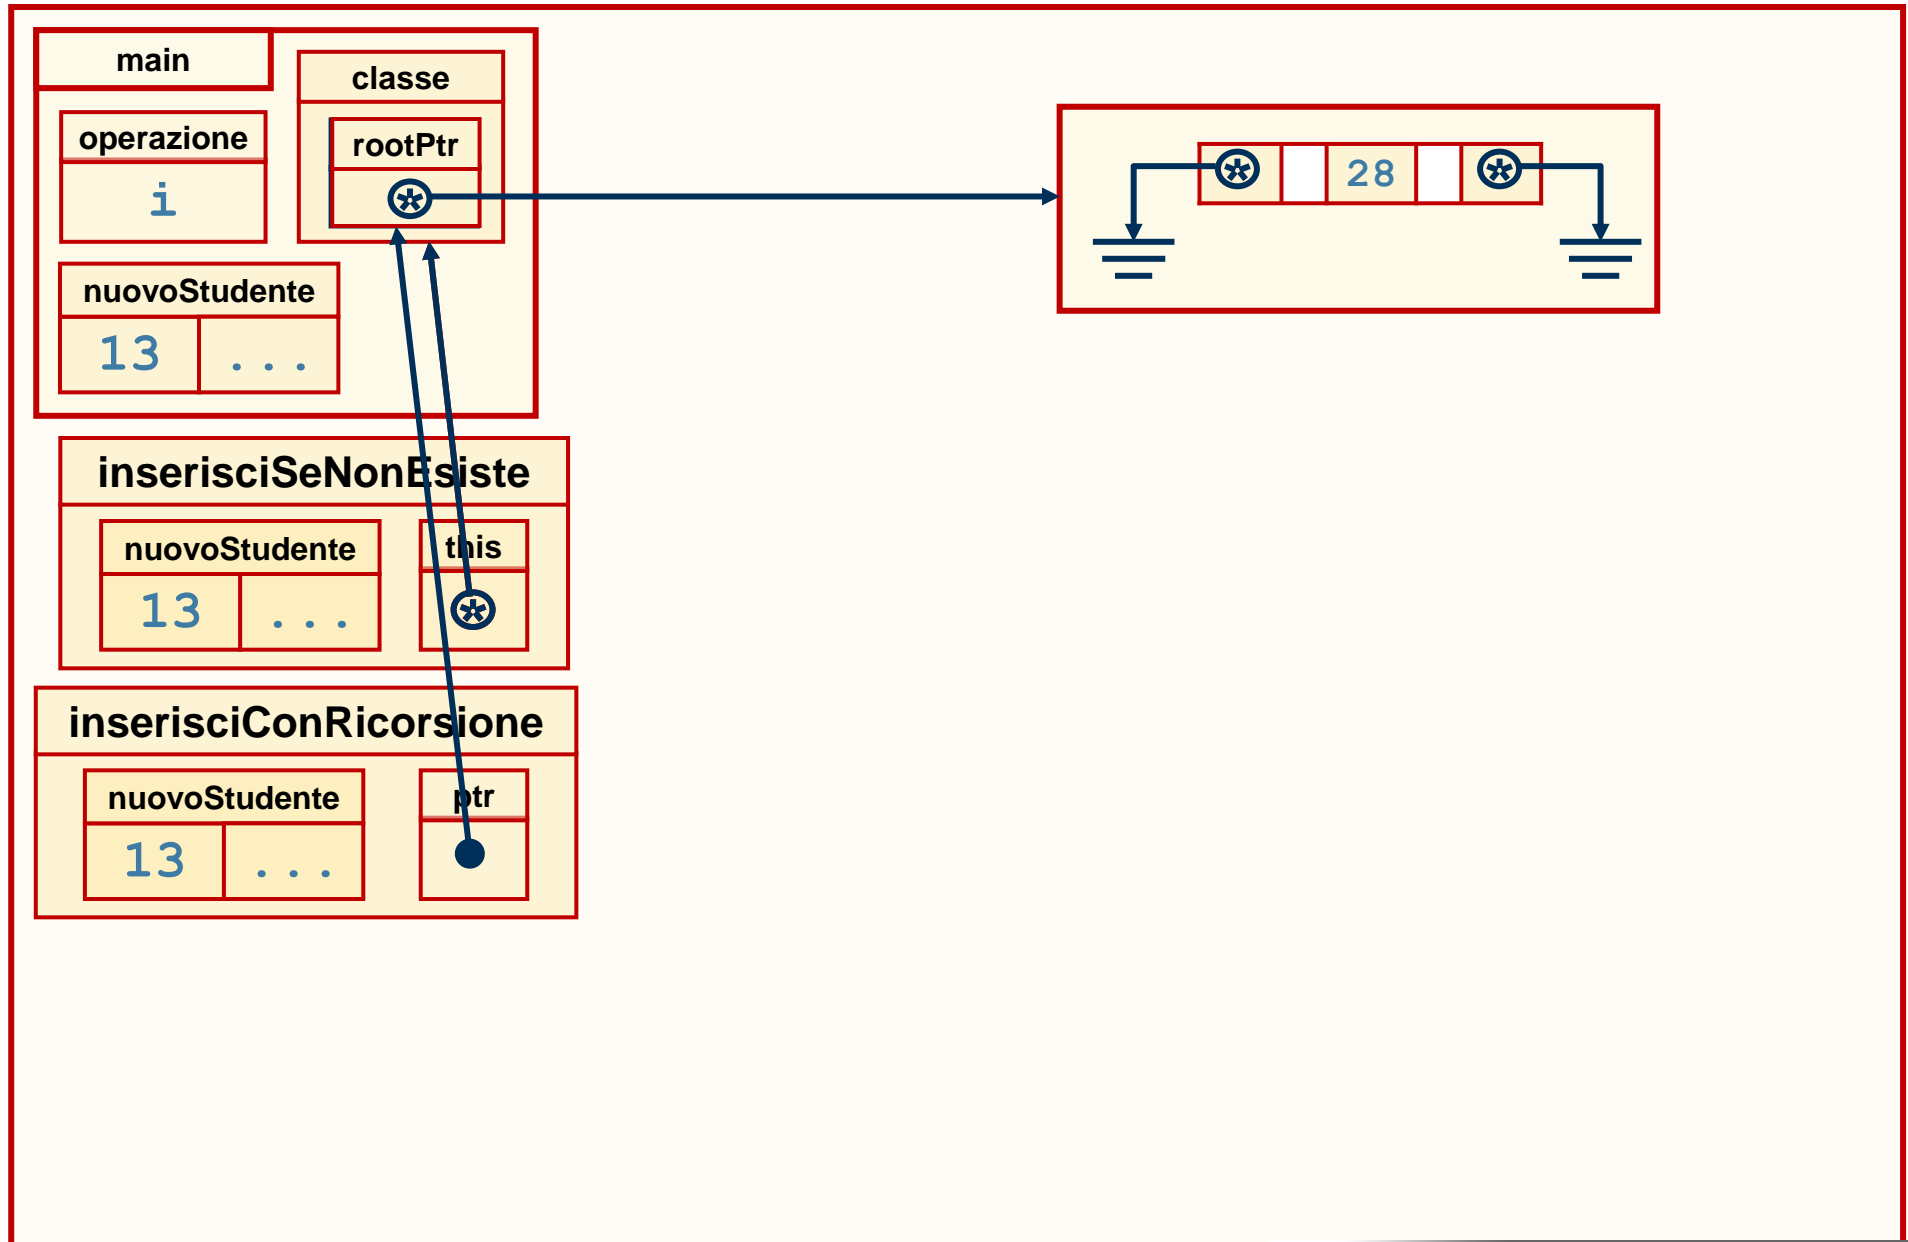 main
classe
operazione
rootPtr
i
28
nuovoStudente
13 ...
inserisciSeNonEsiste
nuovoStudente
this
13 ...
inserisciConRicorsione
nuovoStudente
ptr
13 ...